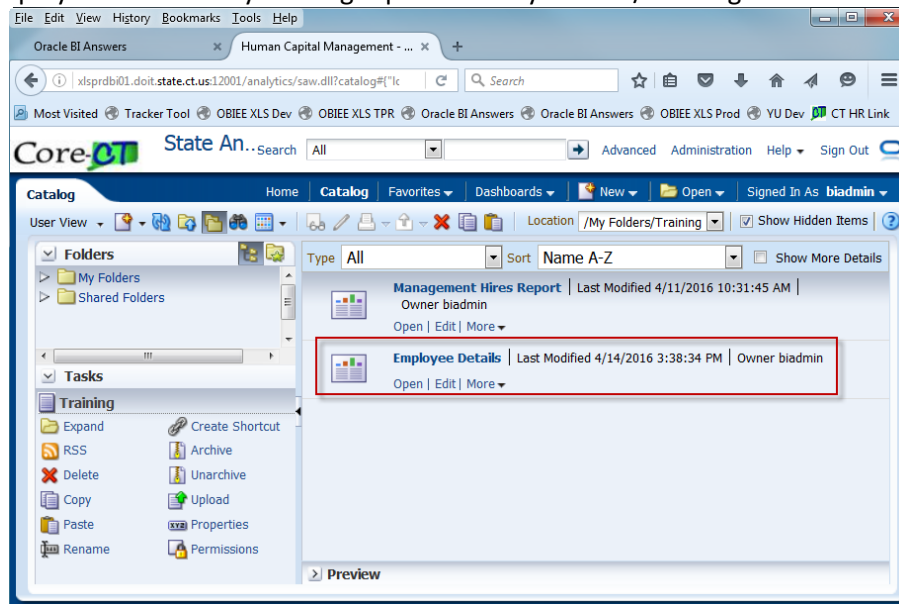 File Edit View History Bookmarks Tools Help
Oracle BI Answers × Human Capital Management - ... × +
xlsprdbi01.doit.state.ct.us:12001/analytics/saw.dll?catalog#{"lc Search
Most Visited Tracker Tool OBIEE XLS Dev OBIEE XLS TPR Oracle BI Answers Oracle BI Answers OBIEE XLS Prod YU Dev CT HR Link
Core-CT State An.. Search All Advanced Administration Help Sign Out
Catalog Home Catalog Favorites Dashboards New Open Signed In As biadmin
User View Location /My Folders/Training Show Hidden Items
Folders Type All Sort Name A-Z Show More Details
My Folders
Shared Folders
Management Hires Report | Last Modified 4/11/2016 10:31:45 AM |
Owner biadmin
Open | Edit | More
Employee Details | Last Modified 4/14/2016 3:38:34 PM | Owner biadmin
Open | Edit | More
Tasks
Training
Expand Create Shortcut
RSS Archive
Delete Unarchive
Copy Upload
Paste XYZ Properties
Rename Permissions
Preview